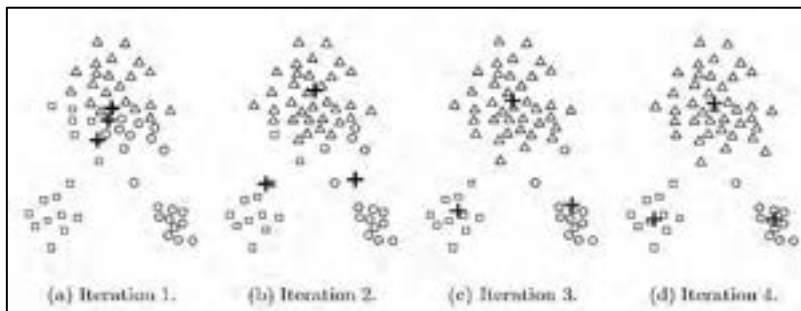 (a) Iteration 1.
(b) Iteration 2.
(c) Iteration 3.
(d) Iteration 4.